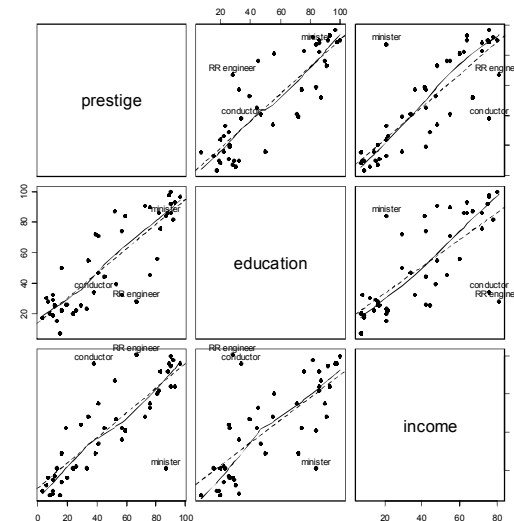 20 40 60 80 100
minister
RR engineer
conductor
prestige
minister
RR engine
conductor
20 40 60 80 100
minister
conductor
RR engineer
education
minister
conductor
RR engine
RR engineer
conductor
minister
RR engineer
conductor
minister
income
0 20 40 60 80 100
20 40 60 80